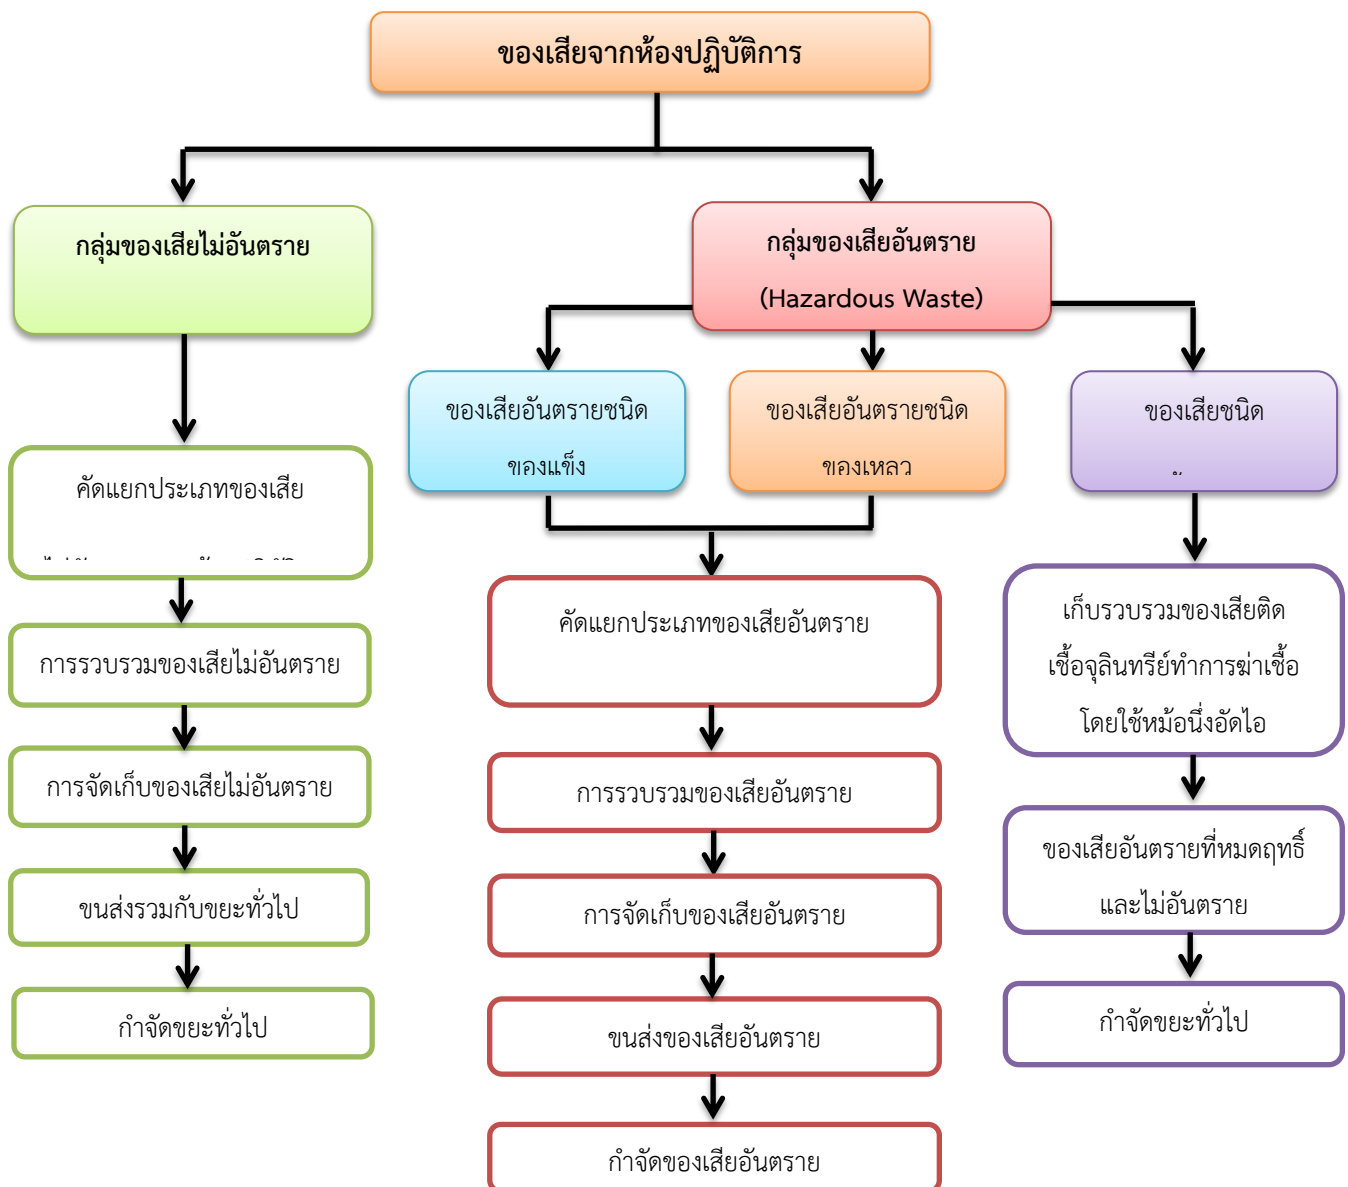 ของเสียจากห้องปฏิบัติการ
กลุ่มของเสียไม่อันตราย
กลุ่มของเสียอันตราย
(Hazardous Waste)
ของเสียอันตรายชนิด
ของแข็ง
ของเสียอันตรายชนิด
ของเหลว
ของเสียชนิด
คัดแยกประเภทของเสีย
การรวบรวมของเสียไม่อันตราย
การจัดเก็บของเสียไม่อันตราย
ขนส่งรวมกับขยะทั่วไป
กำจัดขยะทั่วไป
คัดแยกประเภทของเสียอันตราย
การรวบรวมของเสียอันตราย
การจัดเก็บของเสียอันตราย
ขนส่งของเสียอันตราย
กำจัดของเสียอันตราย
เก็บรวบรวมของเสียติด
เชื้อจุลินทรีย์ทำการฆ่าเชื้อ
โดยใช้หม้อนึ่งอัดไอ
ของเสียอันตรายที่หมดฤทธิ์
และไม่อันตราย
กำจัดขยะทั่วไป